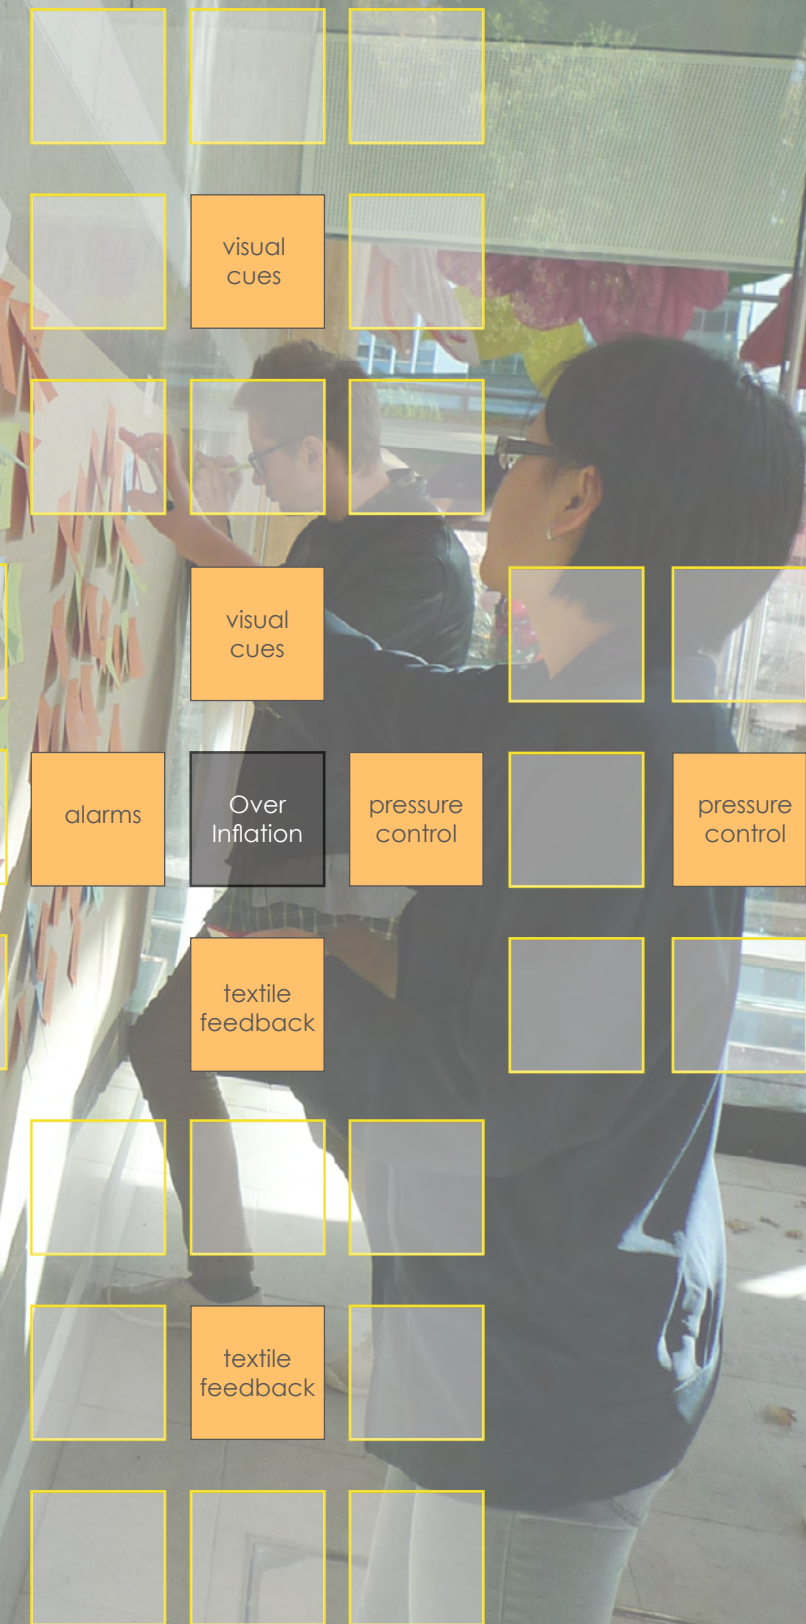 visual
cues
visual
cues
alarms
Over
Inflation
pressure
control
pressure
control
textile
feedback
textile
feedback